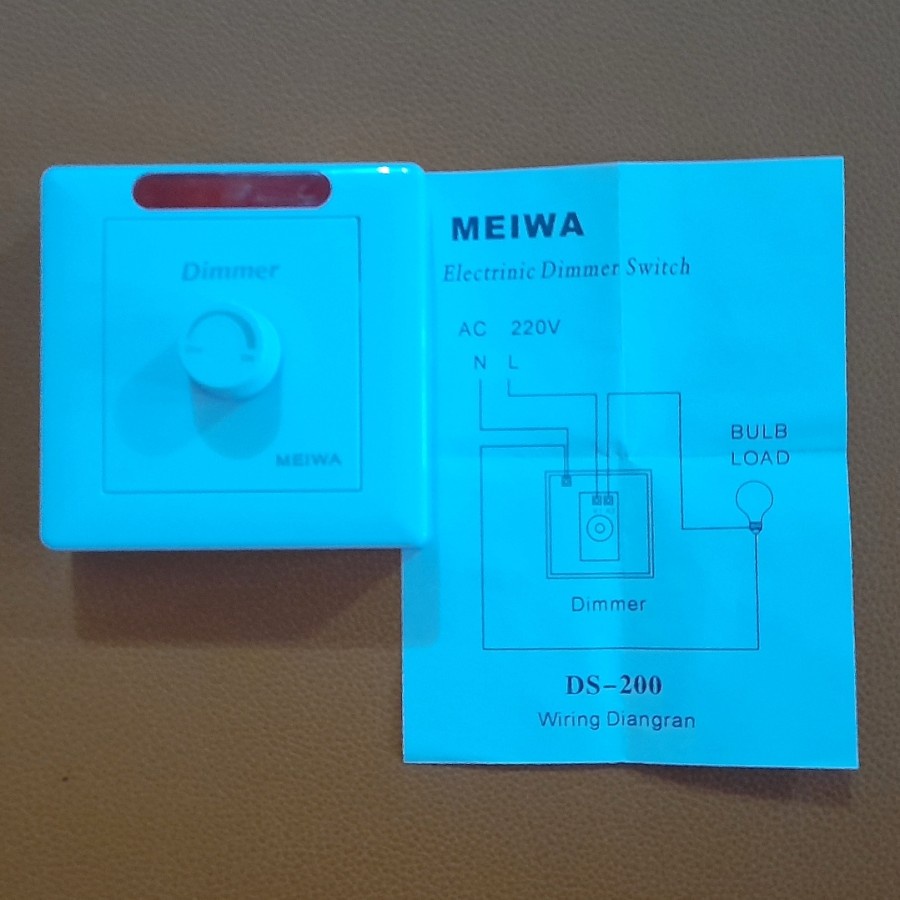 Dimmer
MEIWA
MEIWA
Electrinic Dimmer Switch
AC 220V
N L
BULB
LOAD
Dimmer
DS-200
Wiring Diangran